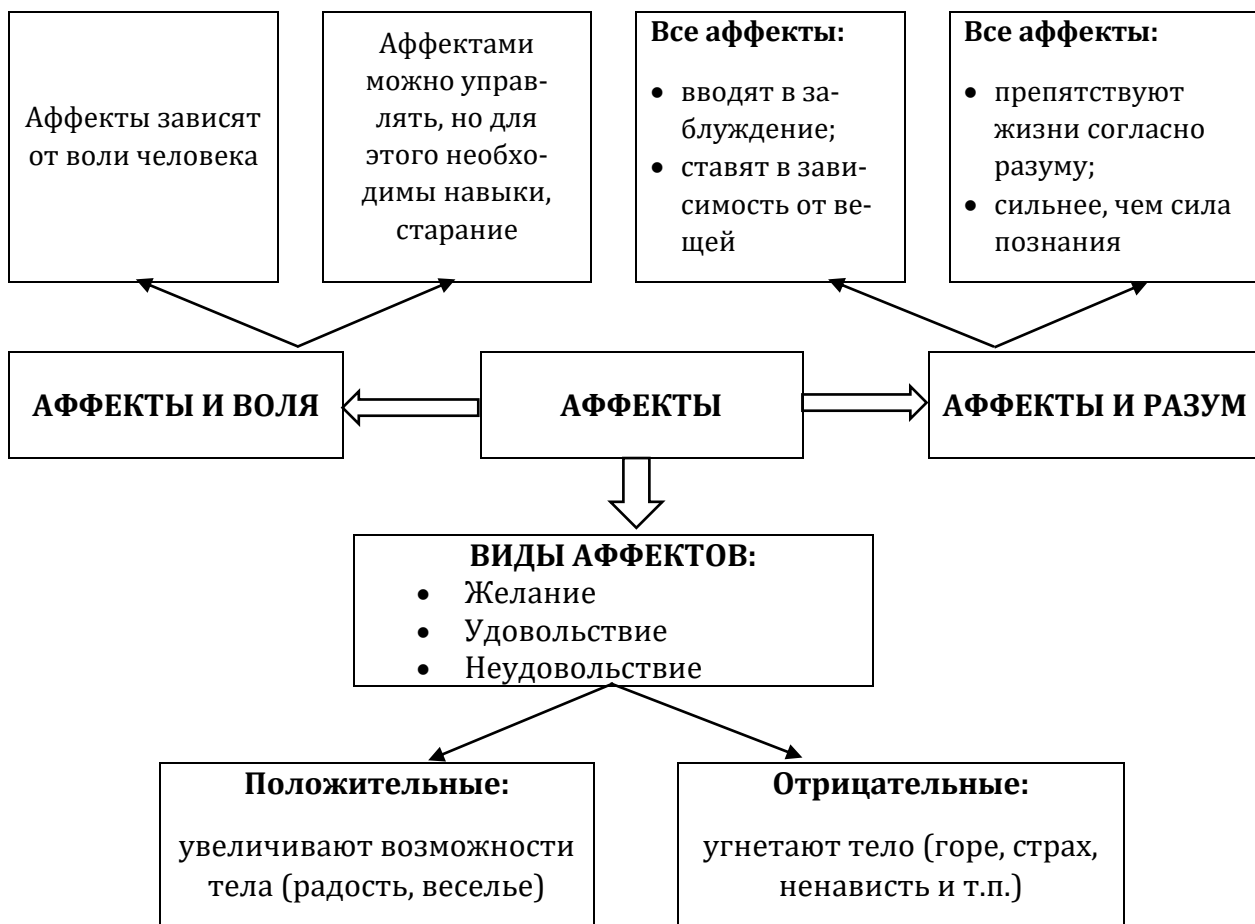 Аффекты зависят
от воли человека
Аффектами
можно управ-
лять, но для
этого необхо-
димы навыки,
старание
Все аффекты:
• вводят в за-
блуждение;
• ставят в зави-
симость от ве-
щей
Все аффекты:
• препятствуют
жизни согласно
разуму;
• сильнее, чем сила
познания
АФФЕКТЫ И ВОЛЯ
АФФЕКТЫ
АФФЕКТЫ И РАЗУМ
ВИДЫ АФФЕКТОВ:
• Желание
• Удовольствие
• Неудовольствие
Положительные:
увеличивают возможности
тела (радость, веселье)
Отрицательные:
угнетают тело (горе, страх,
ненависть и т.п.)